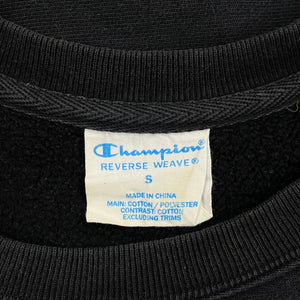 Champion
REVERSE WEAVE®
S
MADE IN CHINA
MAIN: COTTON / POLYESTER
CONTRAST: COTTON
EXCLUDING TRIMS